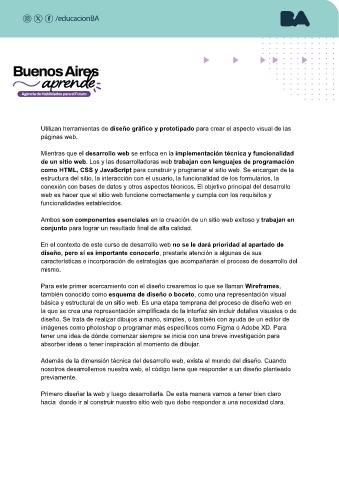 /educacionBA
BA
Buenos Aires
aprende
Agencia de Habilidades para el Futuro
Utilizan herramientas de diseño gráfico y prototipado para crear el aspecto visual de las
páginas web.
Mientras que el desarrollo web se enfoca en la implementación técnica y funcionalidad
de un sitio web. Los y las desarrolladoras web trabajan con lenguajes de programación
como HTML, CSS y JavaScript para construir y programar el sitio web. Se encargan de la
estructura del sitio, la interacción con el usuario, la funcionalidad de los formularios, la
conexión con bases de datos y otros aspectos técnicos. El objetivo principal del desarrollo
web es hacer que el sitio web funcione correctamente y cumpla con los requisitos y
funcionalidades establecidos.
Ambos son componentes esenciales en la creación de un sitio web exitoso y trabajan en
conjunto para lograr un resultado final de alta calidad.
En el contexto de este curso de desarrollo web no se le dará prioridad al apartado de
diseño, pero sí es importante conocerlo, prestarle atención a algunas de sus
características e incorporación de estrategias que acompañarán el proceso de desarrollo del
mismo.
Para este primer acercamiento con el diseño crearemos lo que se llaman Wireframes,
también conocido como esquema de diseño o boceto, como una representación visual
básica y estructural de un sitio web. Es una etapa temprana del proceso de diseño web en
la que se crea una representación simplificada de la interfaz sin incluir detalles visuales o de
diseño. Se trata de realizar dibujos a mano, simples, o también con ayuda de un editor de
imágenes como photoshop o programar más específicos como Figma o Adobe XD. Para
tener una idea de dónde comenzar siempre se inicia con una breve investigación para
absorber ideas o tener inspiración al momento de dibujar.
Además de la dimensión técnica del desarrollo web, existe el mundo del diseño. Cuando
nosotros desarrollemos nuestra web, el código tiene que responder a un diseño planteado
previamente.
Primero diseñar la web y luego desarrollarla. De esta manera vamos a tener bien claro
hacia donde ir al construir nuestro sitio web que debe responder a una necesidad clara.